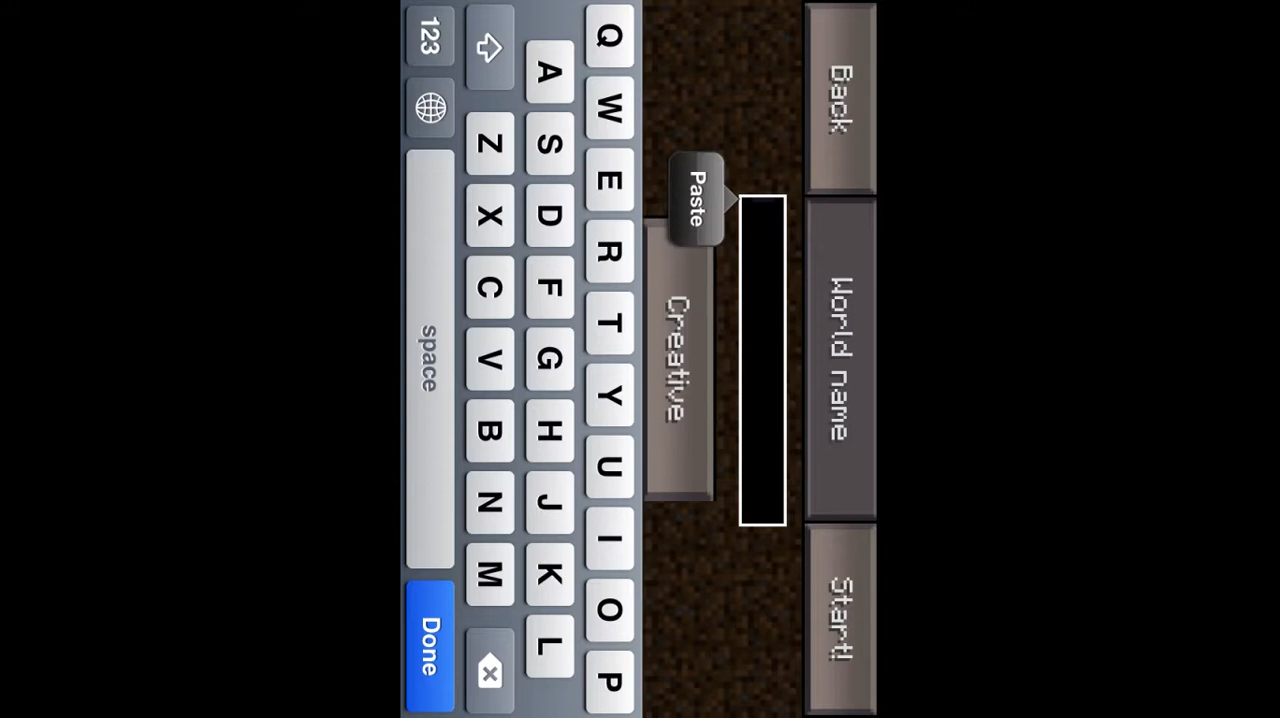 Back World name Start!
Paste
Creative
Q W E R T Y U I O P
A S D F G H J K L
Z X C V B N M
123 space Done